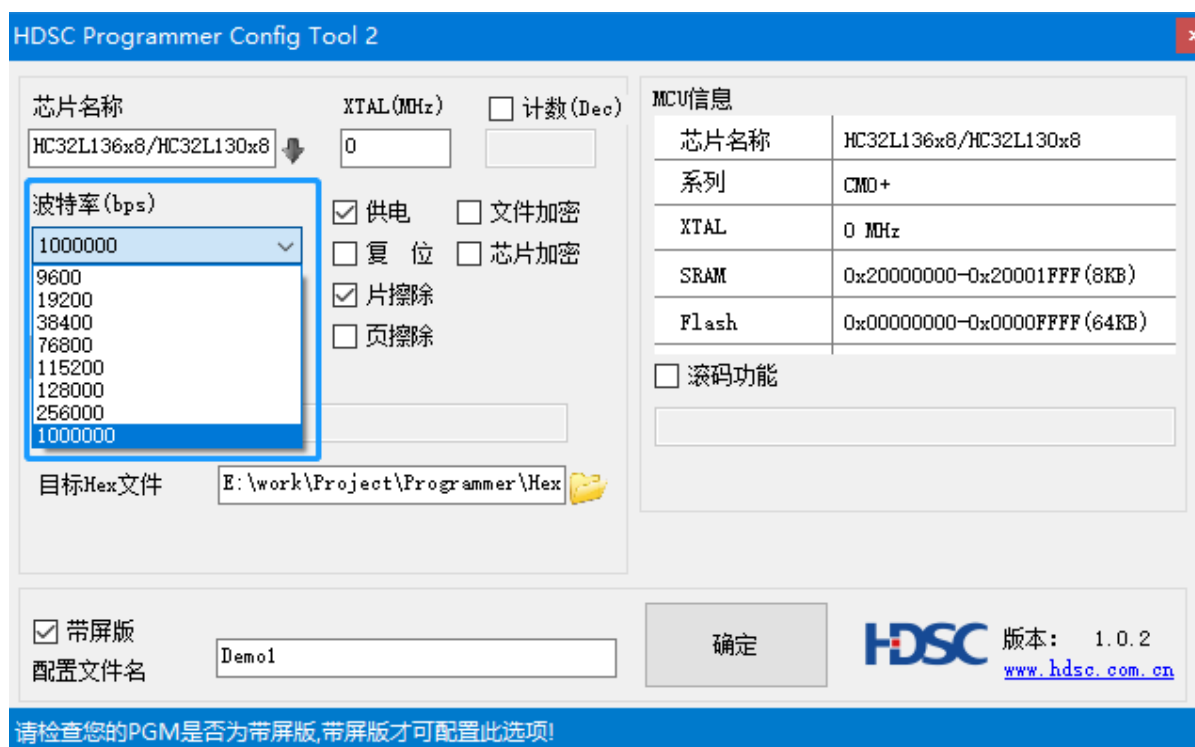 HDSC Programmer Config Tool 2
芯片名称
XTAL(MHz)
计数(Dec)
HC32L136x8/HC32L130x8
0
波特率(bps)
1000000
9600
19200
38400
76800
115200
128000
256000
1000000
供电
文件加密
复 位
芯片加密
片擦除
页擦除
目标Hex文件
E:\work\Project\Programmer\Hex
MCU信息
芯片名称
HC32L136x8/HC32L130x8
系列
CM0+
XTAL
0 MHz
SRAM
0x20000000-0x20001FFF(8KB)
Flash
0x00000000-0x0000FFFF(64KB)
滚码功能
带屏版
配置文件名
Demo1
确定
HDSC
版本: 1.0.2
www.hdsc.com.cn
请检查您的PGM是否为带屏版,带屏版才可配置此选项!